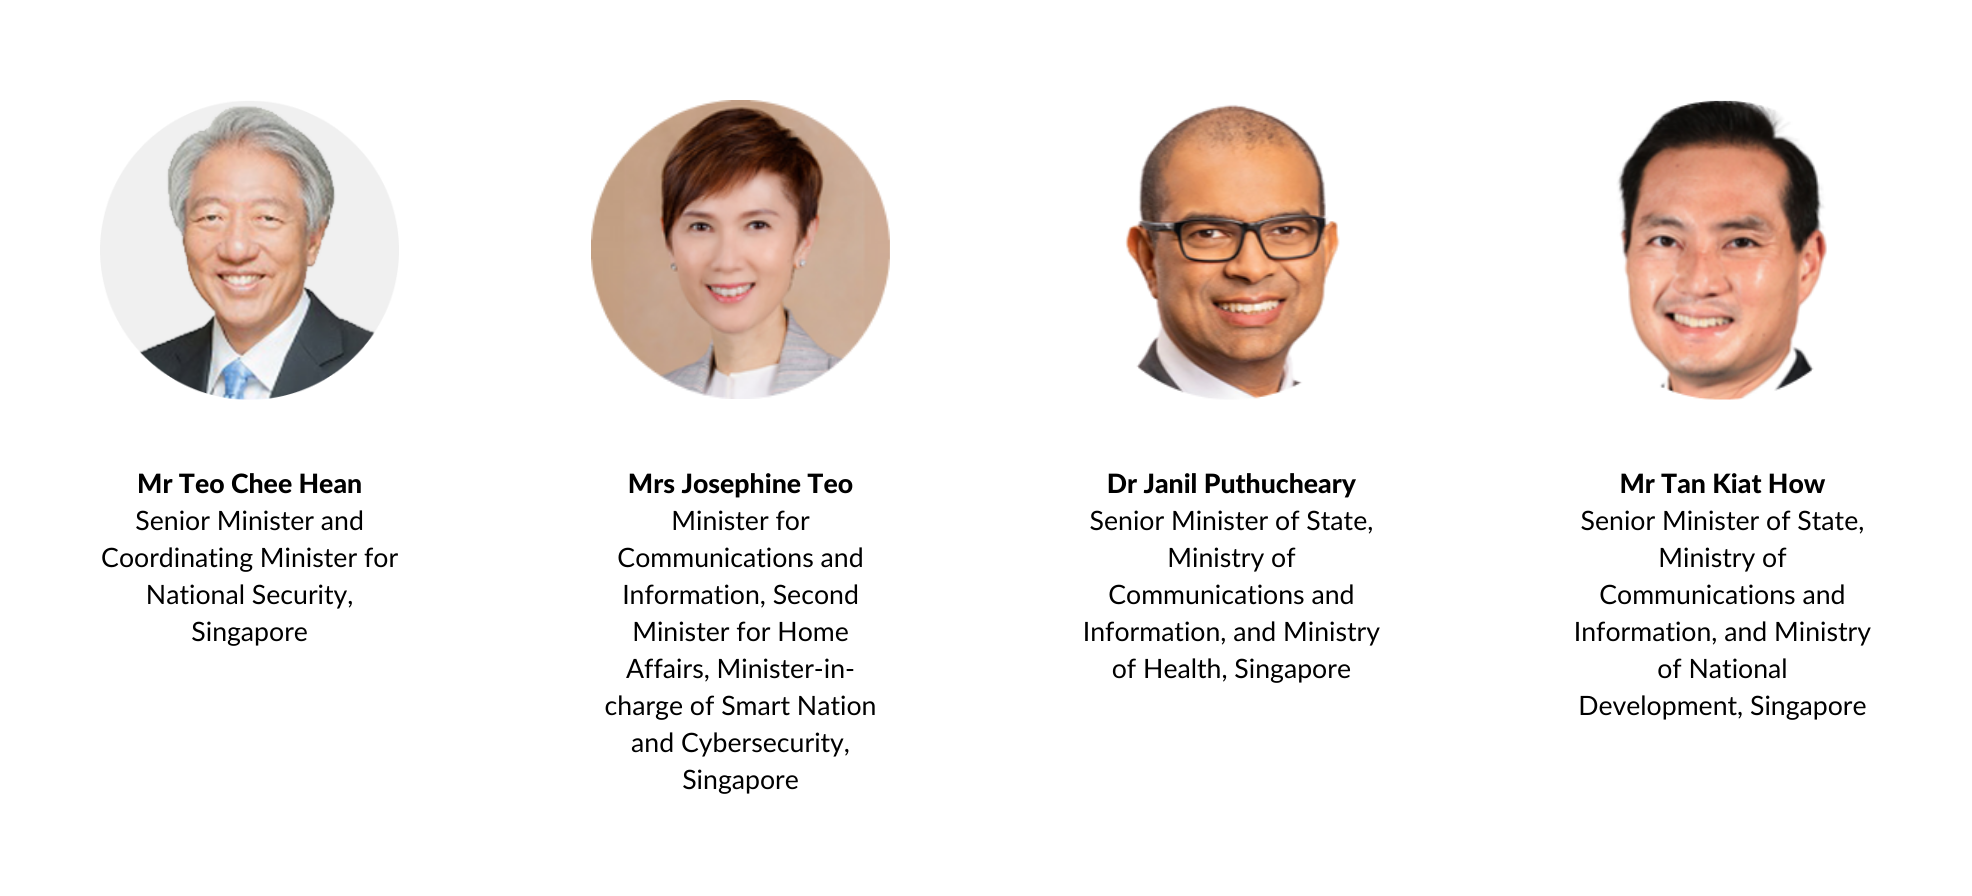 Mr Teo Chee Hean
Senior Minister and
Coordinating Minister for
National Security,
Singapore
Mrs Josephine Teo
Minister for
Communications and
Information, Second
Minister for Home
Affairs, Minister-in-
charge of Smart Nation
and Cybersecurity,
Singapore
Dr Janil Puthucheary
Senior Minister of State,
Ministry of
Communications and
Information, and Ministry
of Health, Singapore
Mr Tan Kiat How
Senior Minister of State,
Ministry of
Communications and
Information, and Ministry
of National
Development, Singapore